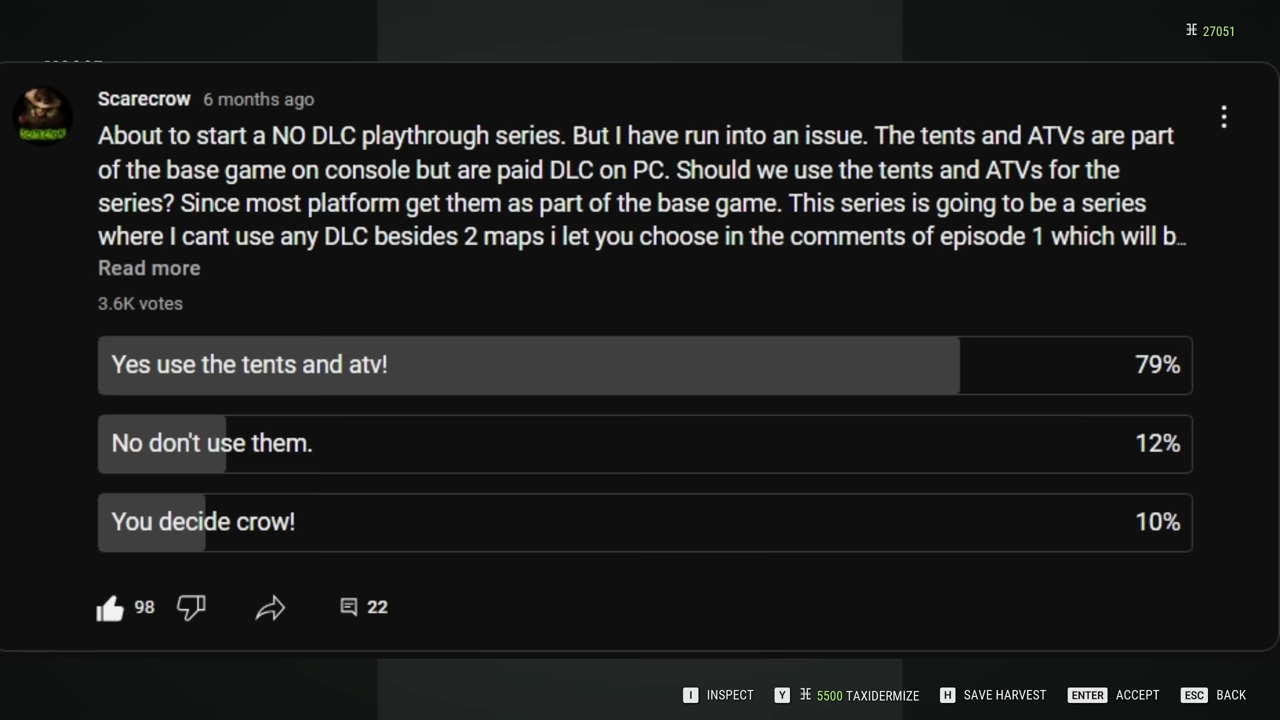 27051
Scarecrow 6 months ago
About to start a NO DLC playthrough series. But I have run into an issue. The tents and ATVs are part
of the base game on console but are paid DLC on PC. Should we use the tents and ATVs for the
series? Since most platform get them as part of the base game. This series is going to be a series
where I cant use any DLC besides 2 maps i let you choose in the comments of episode 1 which will b…
Read more
3.6K votes
Yes use the tents and atv! 79%
No don't use them. 12%
You decide crow! 10%
98 22
I INSPECT Y 5500 TAXIDERMIZE H SAVE HARVEST ENTER ACCEPT ESC BACK